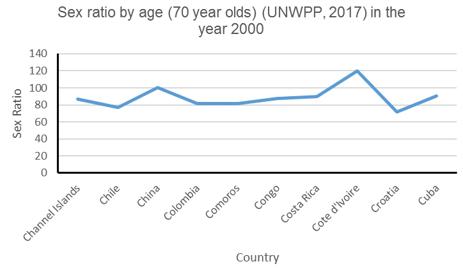 Sex ratio by age (70 year olds) (UNWPP, 2017) in the
year 2000
140
120
100
80
60
40
20
0
Sex Ratio
Channel Islands
Chile
China
Colombia
Comoros
Congo
Costa Rica
Cote d'Ivoire
Croatia
Cuba
Country